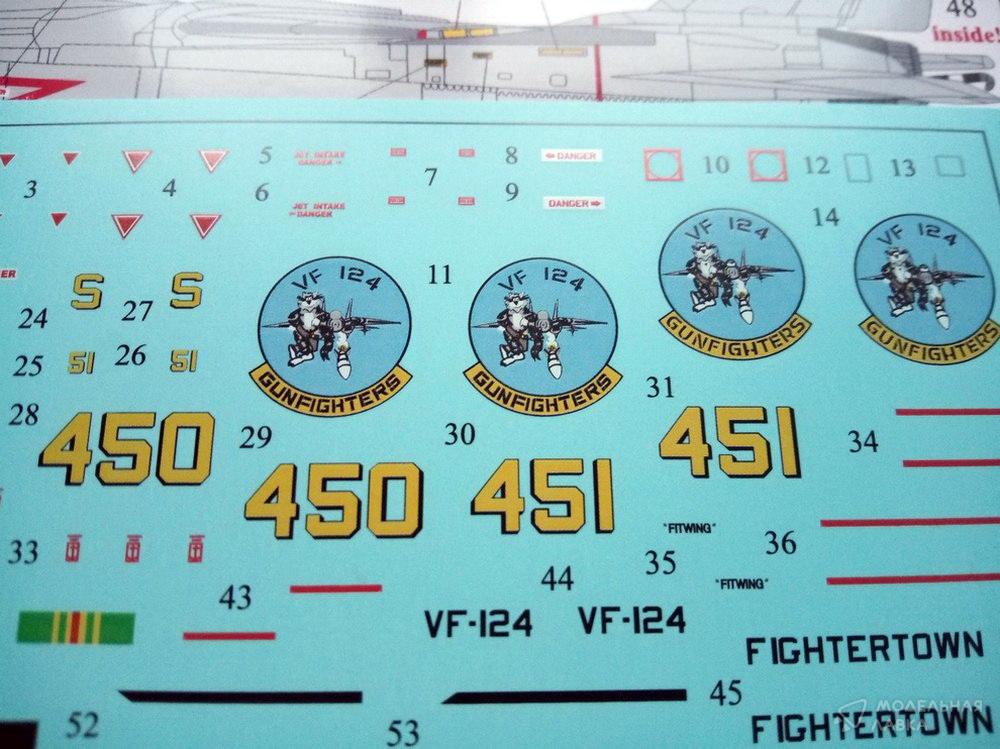 48
inside!
5 JET INTAKE DANGER 8 DANGER 10 12 13
3 4 6 7 9
JET INTAKE DANGER DANGER
14
VF 124
VF 124
VF 124
VF 124
11
S S
24 27
GUNFIGHTERS
GUNFIGHTERS
25 51 26 51
GUNFIGHTERS
GUNFIGHTERS
28 31
450 451
29 30 34
450 451
"FITWING"
33 35 36
"FITWING"
43 44
VF-124 VF-124
FIGHTERTOWN
45
52 53
FIGHTERTOWN
МОДЕЛЬНАЯ
ЛАВКА